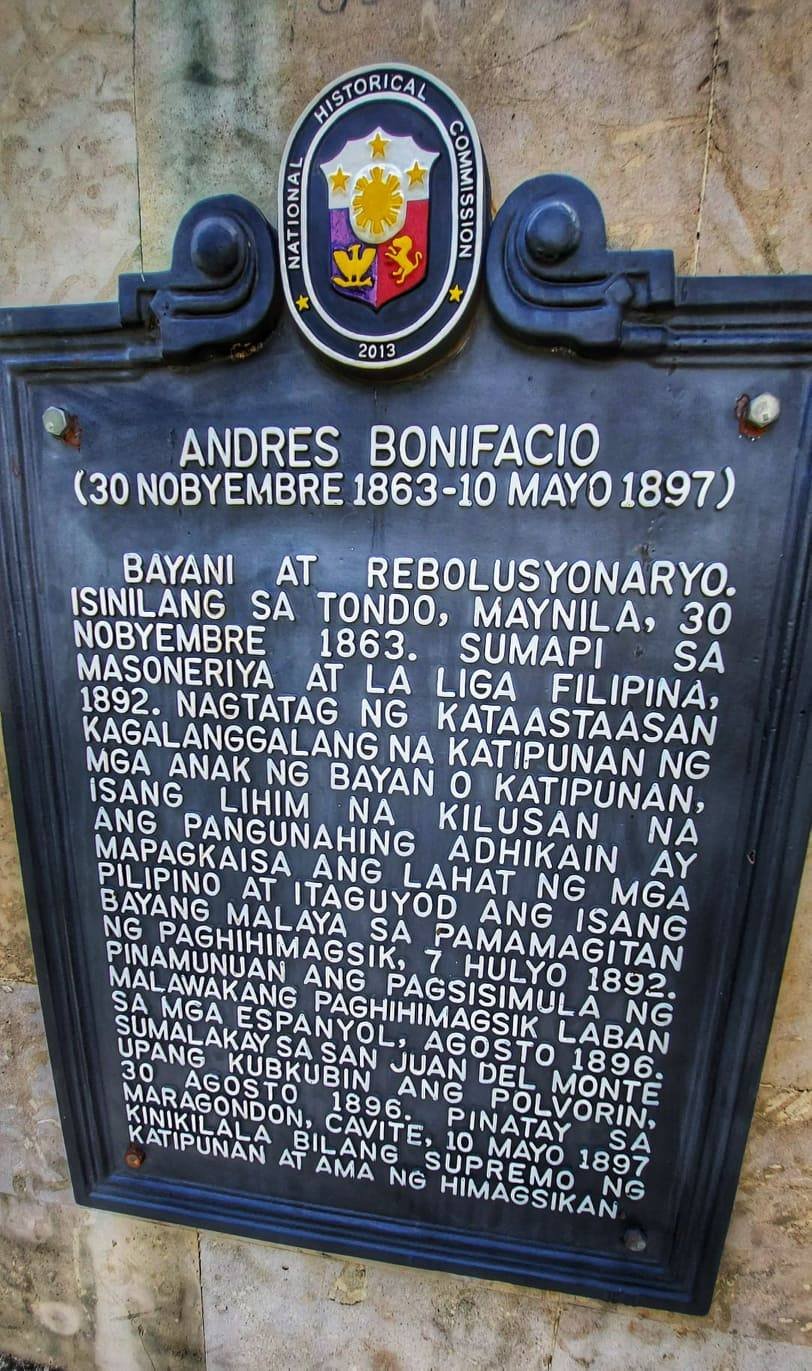 NATIONAL HISTORICAL COMMISSION
2013
ANDRES BONIFACIO
(30 NOBYEMBRE 1863-10 MAYO 1897)
BAYANI AT REBOLUSYONARYO.
ISINILANG SA TONDO, MAYNILA, 30
NOBYEMBRE 1863. SUMAPI SA
MASONERIYA AT LA LIGA FILIPINA,
1892. NAGTATAG NG KATAASTAASAN
KAGALANGGALANG NA KATIPUNAN NG
MGA ANAK NG BAYAN O KATIPUNAN,
ISANG LIHIM NA KILUSAN NA
ANG PANGUNAHING ADHIKAIN AY
MAPAGKAISA ANG LAHAT NG MGA
PILIPINO AT ITAGUYOD ANG ISANG
BAYANG MALAYA SA PAMAMAGITAN
NG PAGHIHIMAGSIK, 7 HULYO 1892.
PINAMUNUAN ANG PAGSISIMULA NG
MALAWAKANG PAGHIHIMAGSIK LABAN
SA MGA ESPANYOL, AGOSTO 1896.
SUMALAKAY SA SAN JUAN DEL MONTE
UPANG KUBKUBIN ANG POLVORIN,
30 AGOSTO 1896. PINATAY SA
MARAGONDON, CAVITE, 10 MAYO 1897
KINIKILALA BILANG SUPREMO NG
KATIPUNAN AT AMA NG HIMAGSIKAN.